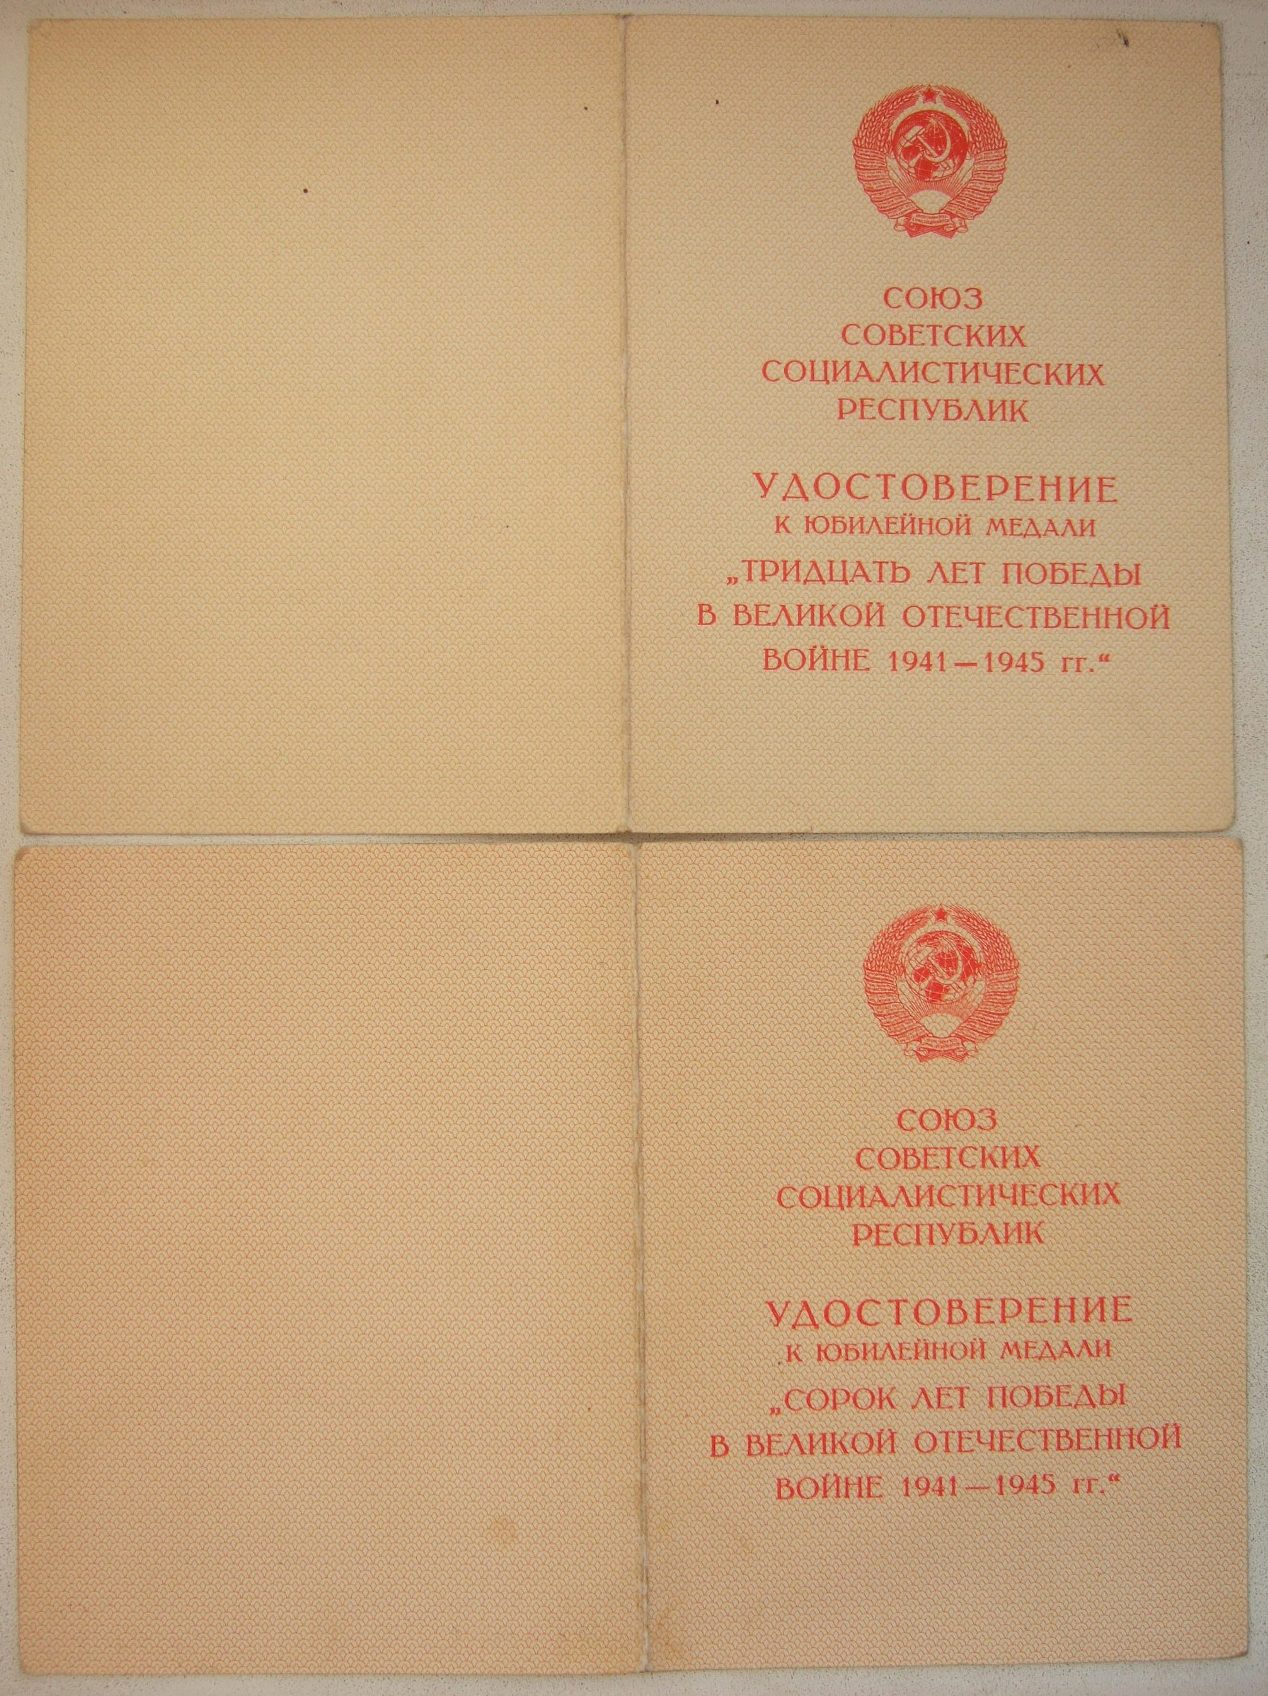 СОЮЗ
СОВЕТСКИХ
СОЦИАЛИСТИЧЕСКИХ
РЕСПУБЛИК
УДОСТОВЕРЕНИЕ
К ЮБИЛЕЙНОЙ МЕДАЛИ
„ТРИДЦАТЬ ЛЕТ ПОБЕДЫ
В ВЕЛИКОЙ ОТЕЧЕСТВЕННОЙ
ВОЙНЕ 1941—1945 гг.“
СОЮЗ
СОВЕТСКИХ
СОЦИАЛИСТИЧЕСКИХ
РЕСПУБЛИК
УДОСТОВЕРЕНИЕ
К ЮБИЛЕЙНОЙ МЕДАЛИ
„СОРОК ЛЕТ ПОБЕДЫ
В ВЕЛИКОЙ ОТЕЧЕСТВЕННОЙ
ВОЙНЕ 1941—1945 гг.“